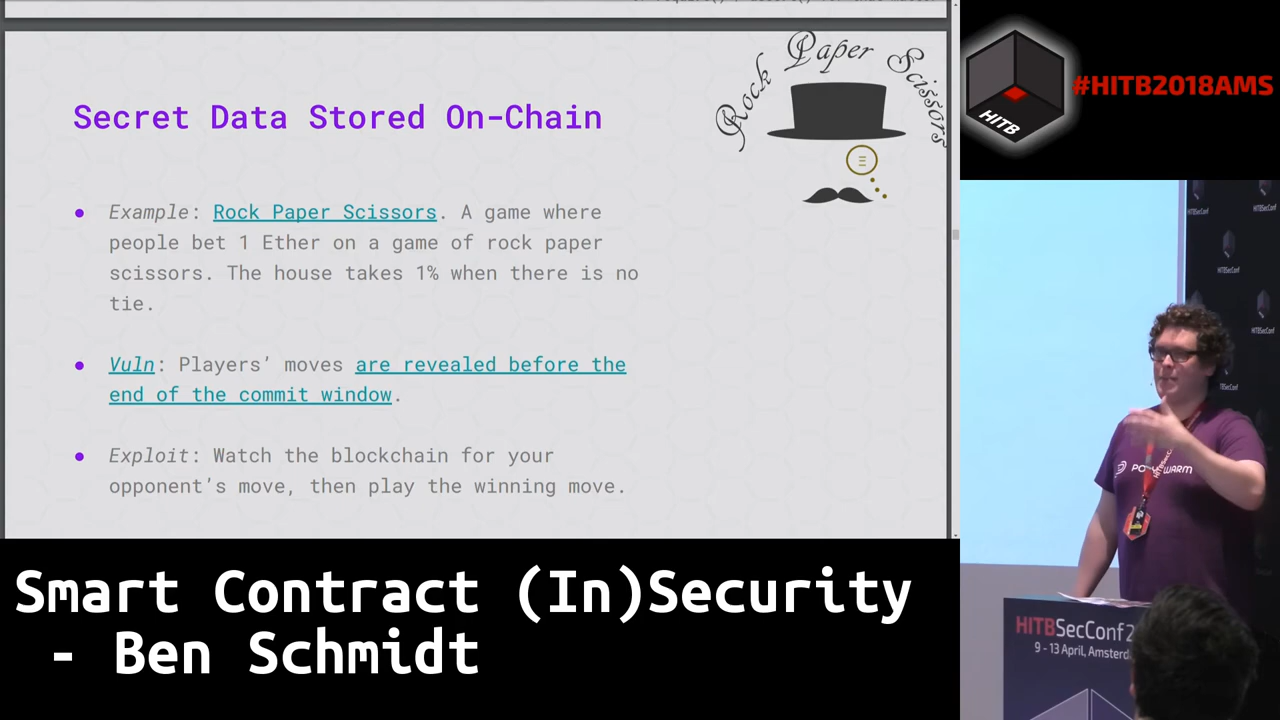 Rock Paper Scissors
Secret Data Stored On-Chain
● Example: Rock Paper Scissors. A game where
people bet 1 Ether on a game of rock paper
scissors. The house takes 1% when there is no
tie.
● Vuln: Players’ moves are revealed before the
end of the commit window.
● Exploit: Watch the blockchain for your
opponent’s move, then play the winning move.
Smart Contract (In)Security
- Ben Schmidt
HITB
#HITB2018AMS
HITBSecConf
9 - 13 April, Amsterda